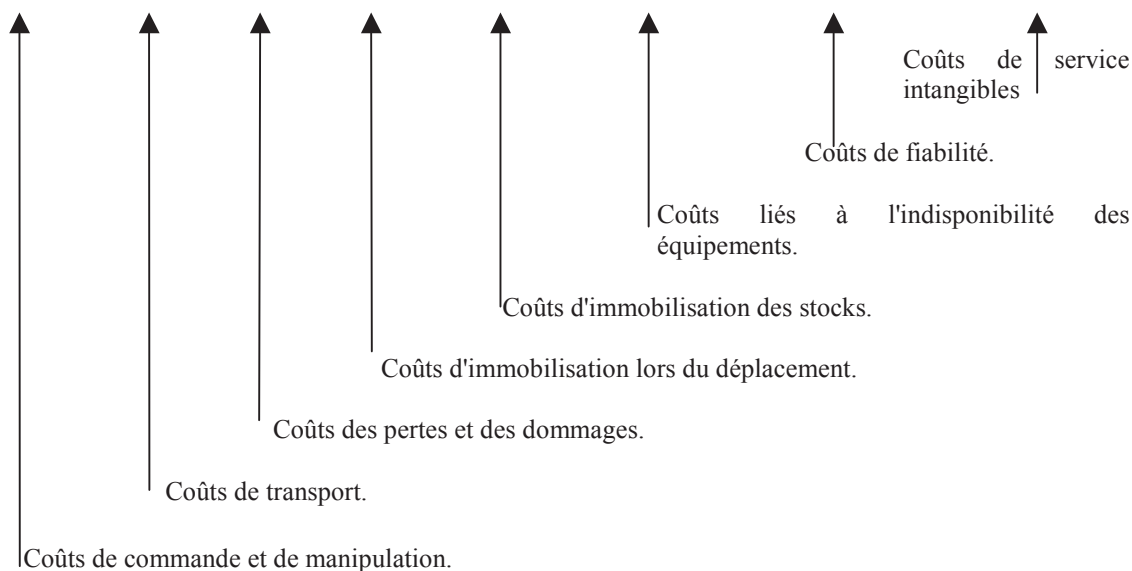 Coûts de service
intangibles
Coûts de fiabilité.
Coûts liés à l'indisponibilité des
équipements.
Coûts d'immobilisation des stocks.
Coûts d'immobilisation lors du déplacement.
Coûts des pertes et des dommages.
Coûts de transport.
Coûts de commande et de manipulation.